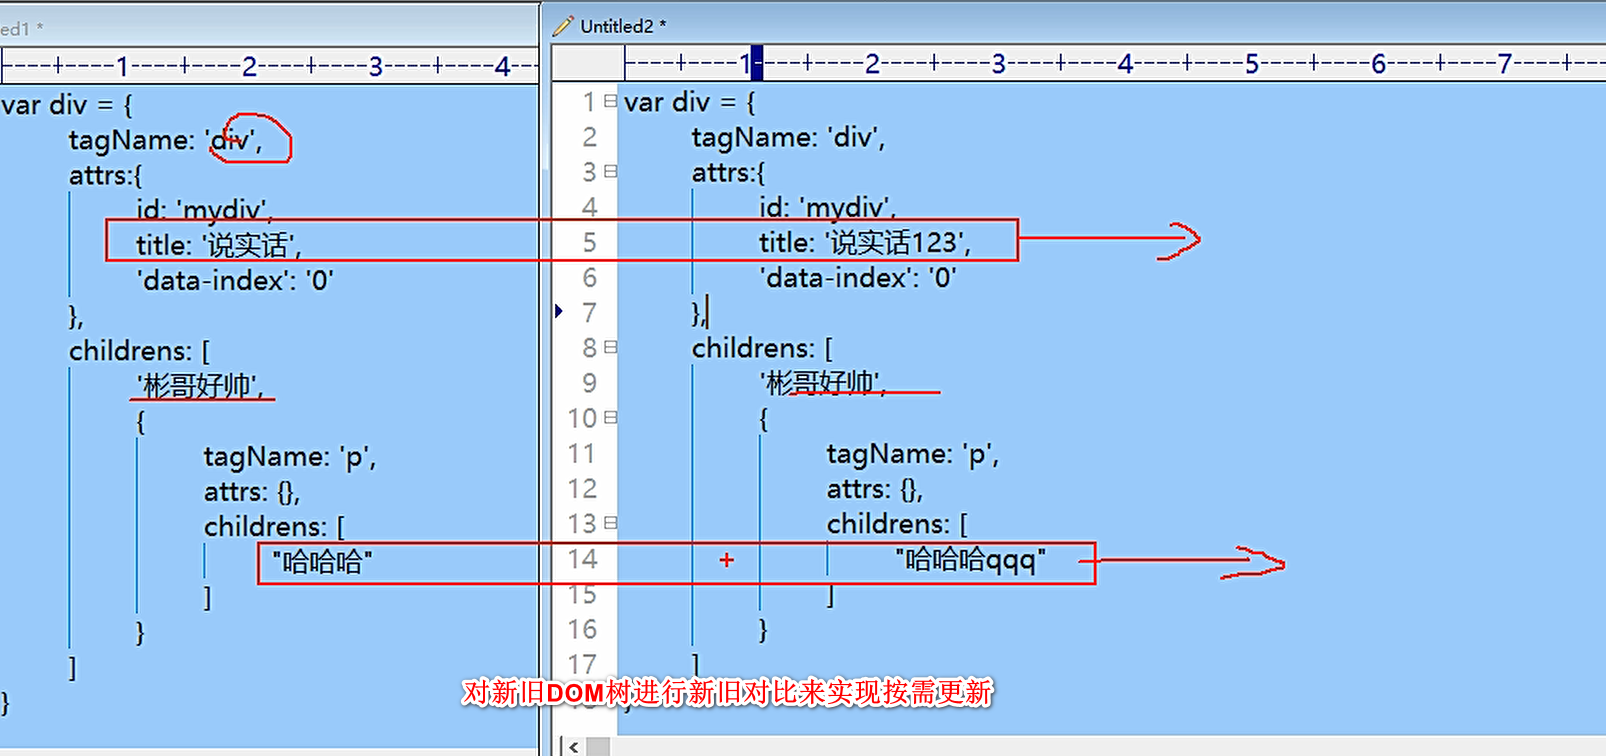 ed1 *
----+----1----+----2----+----3----+----4--
var div = {
tagName: 'div',
attrs:{
id: 'mydiv',
title: '说实话',
'data-index': '0'
},
childrens: [
'彬哥好帅',
{
tagName: 'p',
attrs: {},
childrens: [
"哈哈哈"
]
}
]
}
Untitled2 *
----+----1----+----2----+----3----+----4----+----5----+----6----+----7----+--
1 var div = {
2 tagName: 'div',
3 attrs:{
4 id: 'mydiv',
5 title: '说实话123',
6 'data-index': '0'
7 },
8 childrens: [
9 '彬哥好帅',
10 {
11 tagName: 'p',
12 attrs: {},
13 childrens: [
14 "哈哈哈qqq"
15 ]
16 }
17 ]
对新旧DOM树进行新旧对比来实现按需更新